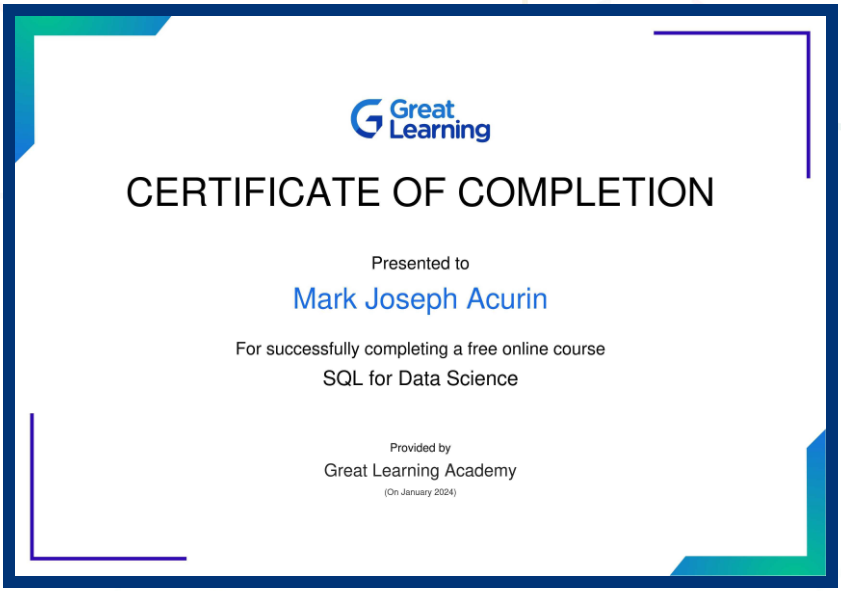 Great
Learning
CERTIFICATE OF COMPLETION
Presented to
Mark Joseph Acurin
For successfully completing a free online course
SQL for Data Science
Provided by
Great Learning Academy
(On January 2024)